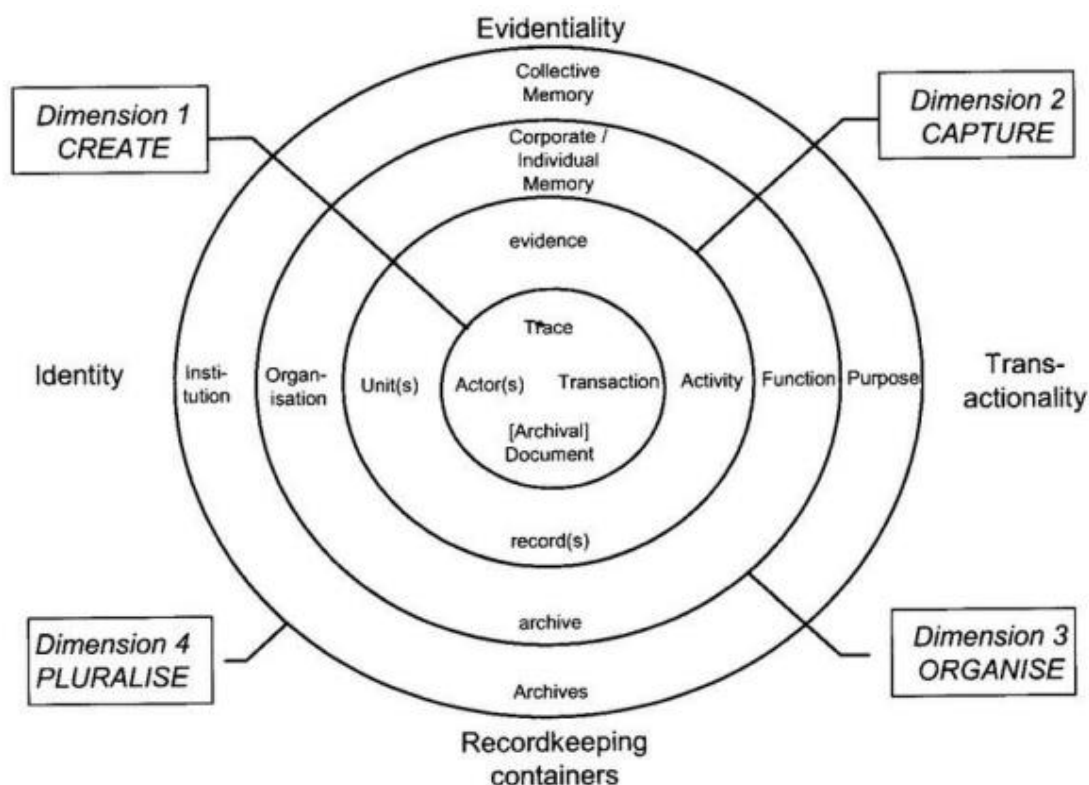 Evidentiality
Collective
Memory
Dimension 1
CREATE
Dimension 2
CAPTURE
Corporate /
Individual
Memory
evidence
Trace
Identity
Insti-
tution
Organ-
isation
Unit(s)
Actor(s)
Transaction
Activity
Function
Purpose
Trans-
actionality
[Archival]
Document
record(s)
archive
Dimension 4
PLURALISE
Dimension 3
ORGANISE
Archives
Recordkeeping
containers